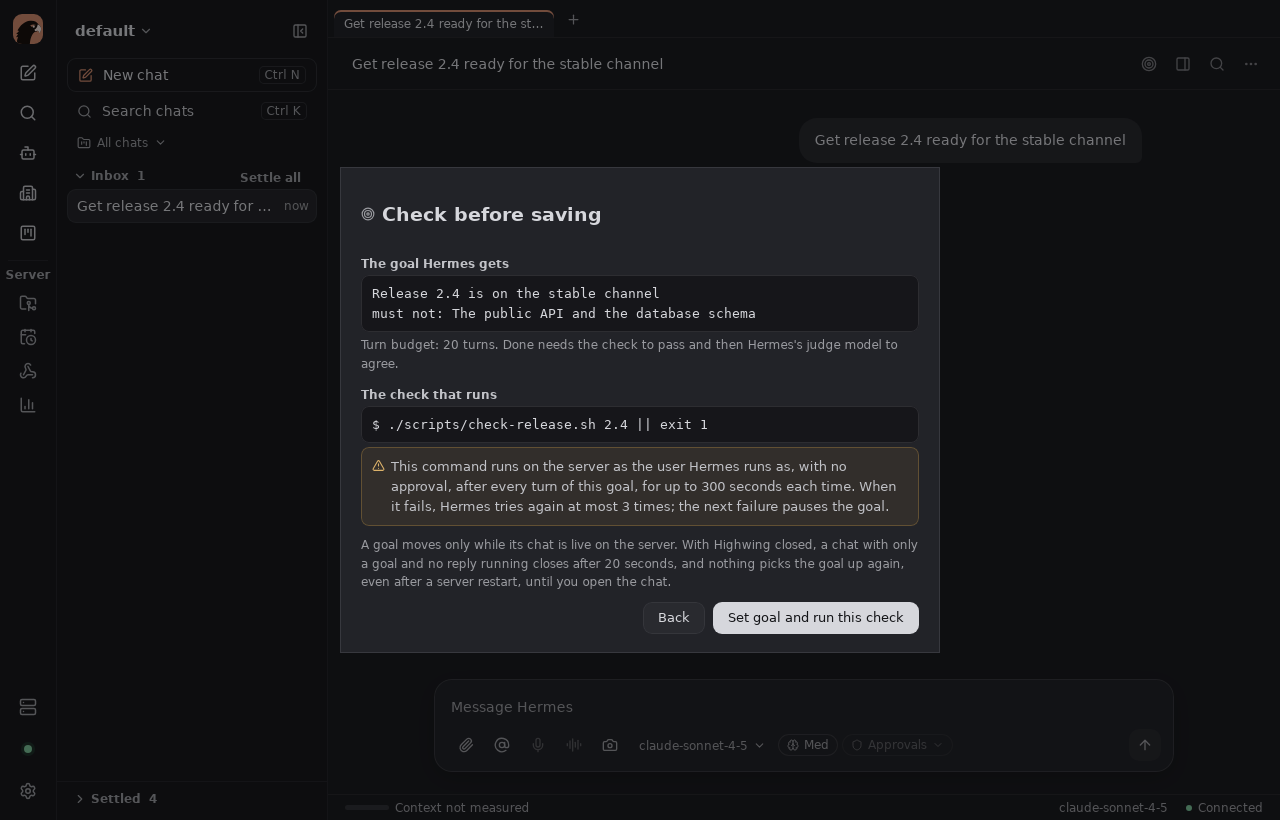 default
Get release 2.4 ready for the st…
New chat
Ctrl N
Search chats
Ctrl K
All chats
Inbox 1
Settle all
Get release 2.4 ready for ...
now
Server
Settled 4
Get release 2.4 ready for the stable channel
Get release 2.4 ready for the stable channel
Check before saving
The goal Hermes gets
Release 2.4 is on the stable channel
must not: The public API and the database schema
Turn budget: 20 turns. Done needs the check to pass and then Hermes's judge model to
agree.
The check that runs
$ ./scripts/check-release.sh 2.4 || exit 1
This command runs on the server as the user Hermes runs as, with no
approval, after every turn of this goal, for up to 300 seconds each time. When
it fails, Hermes tries again at most 3 times; the next failure pauses the goal.
A goal moves only while its chat is live on the server. With Highwing closed, a chat with only
a goal and no reply running closes after 20 seconds, and nothing picks the goal up again,
even after a server restart, until you open the chat.
Back
Set goal and run this check
Message Hermes
claude-sonnet-4-5
Med
Approvals
Context not measured
claude-sonnet-4-5
Connected